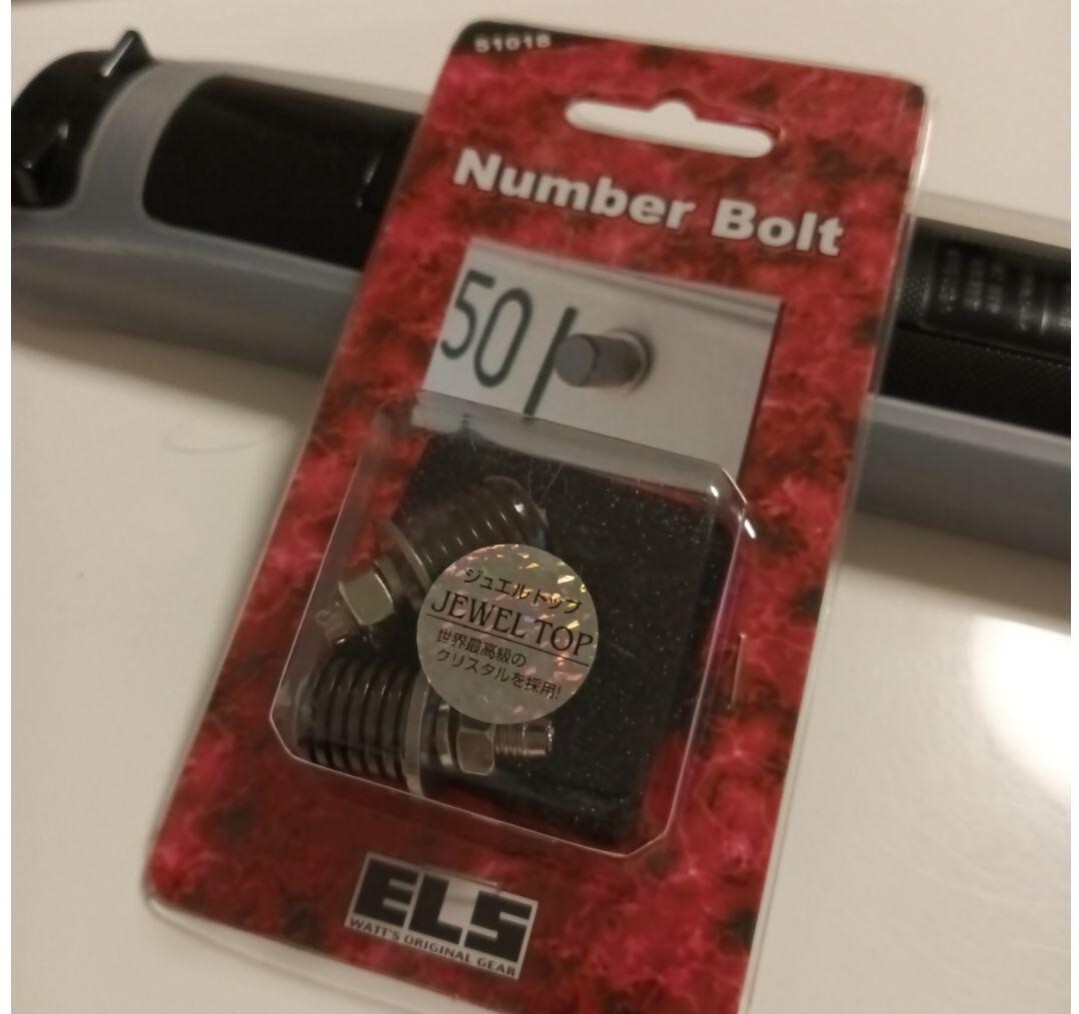 51018
Number Bolt
50
ジュエルトップ
JEWEL TOP
世界最高級の
クリスタルを採用!
ELS
WATT'S ORIGINAL GEAR